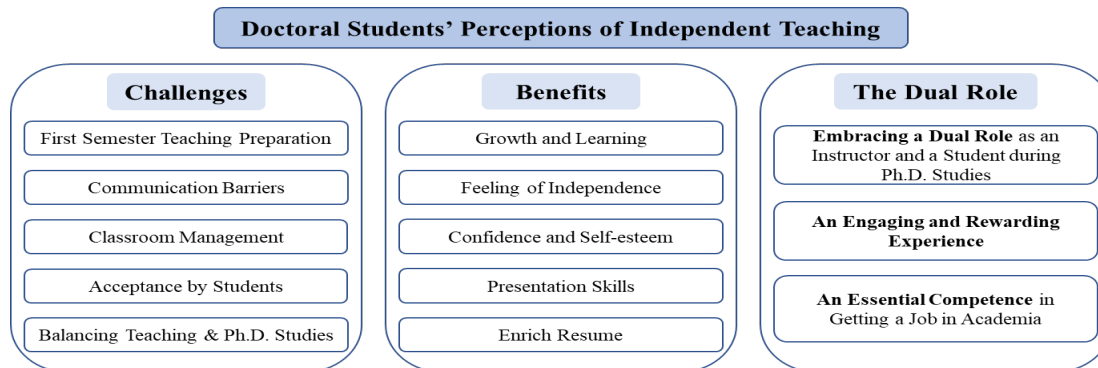 Doctoral Students' Perceptions of Independent Teaching
Challenges
First Semester Teaching Preparation
Communication Barriers
Classroom Management
Acceptance by Students
Balancing Teaching & Ph.D. Studies
Benefits
Growth and Learning
Feeling of Independence
Confidence and Self-esteem
Presentation Skills
Enrich Resume
The Dual Role
Embracing a Dual Role as an
Instructor and a Student during
Ph.D. Studies
An Engaging and Rewarding
Experience
An Essential Competence in
Getting a Job in Academia